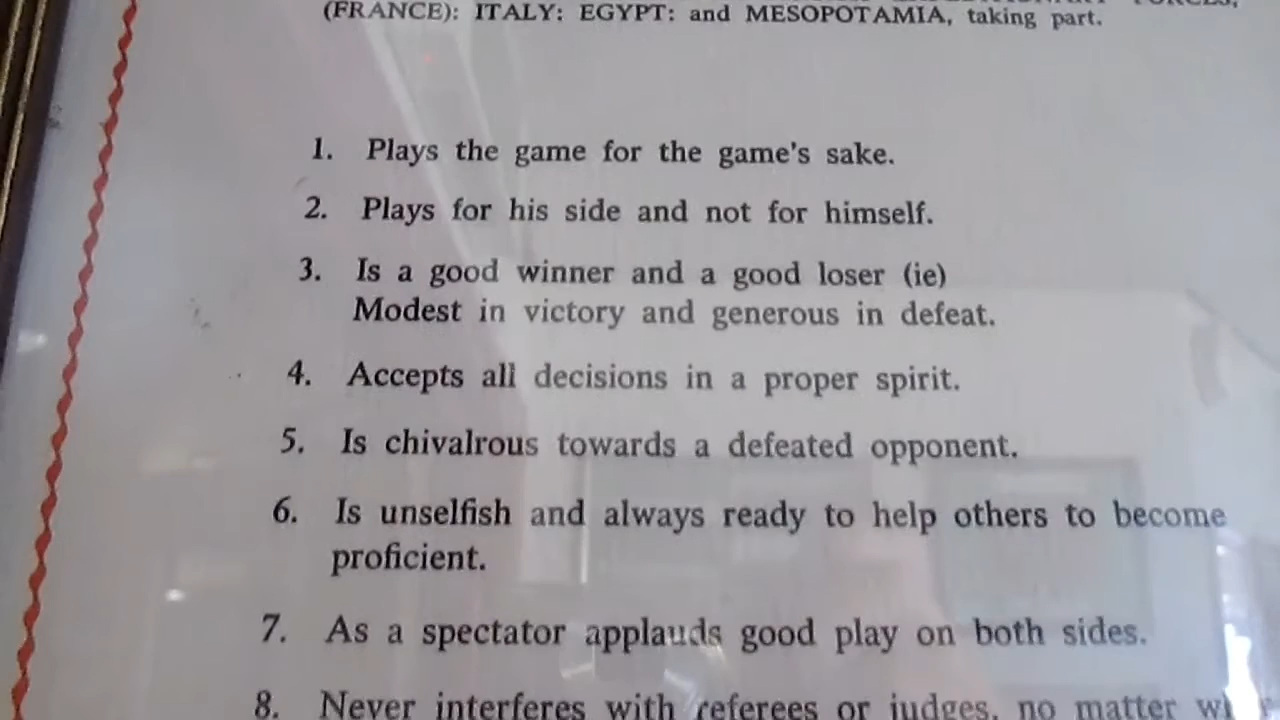 (FRANCE): ITALY: EGYPT: and MESOPOTAMIA, taking part.
1. Plays the game for the game's sake.
2. Plays for his side and not for himself.
3. Is a good winner and a good loser (ie)
Modest in victory and generous in defeat.
4. Accepts all decisions in a proper spirit.
5. Is chivalrous towards a defeated opponent.
6. Is unselfish and always ready to help others to become
proficient.
7. As a spectator applauds good play on both sides.
8. Never interferes with referees or judges, no matter